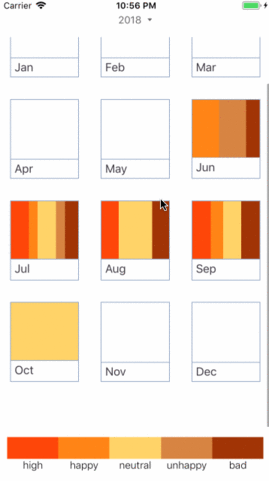 Carrier 10:56 PM
2018
Jan Feb Mar
Apr May Jun
Jul Aug Sep
Oct Nov Dec
high happy neutral unhappy bad